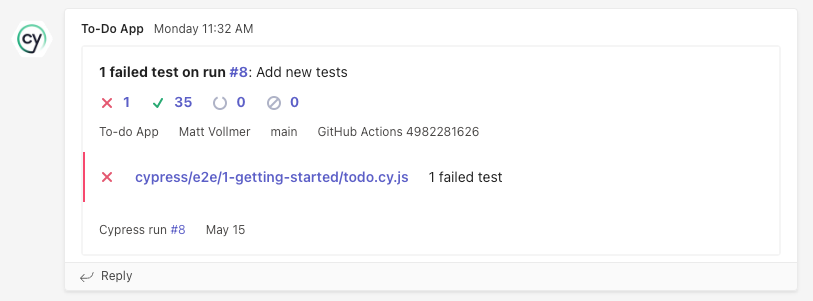 cy
To-Do App Monday 11:32 AM
1 failed test on run #8: Add new tests
1 35 0 0
To-do App Matt Vollmer main GitHub Actions 4982281626
cypress/e2e/1-getting-started/todo.cy.js 1 failed test
Cypress run #8 May 15
Reply